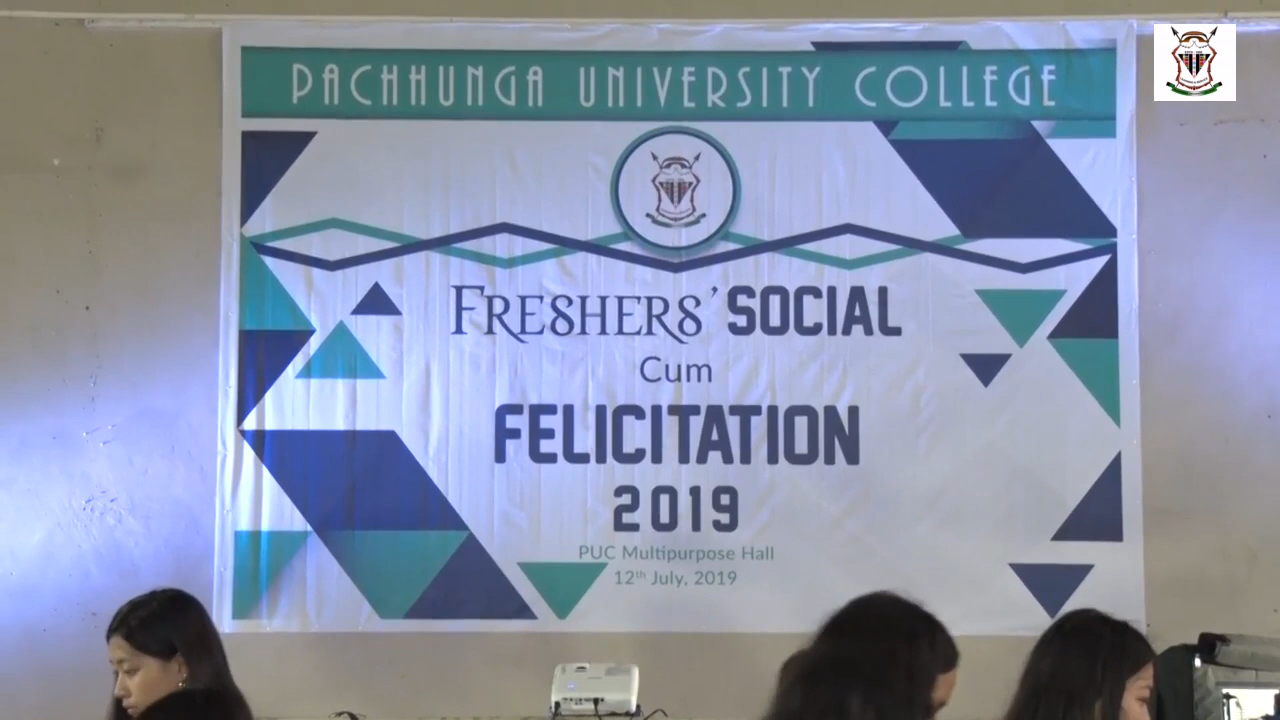 PACHHUNGA UNIVERSITY COLLEGE
FRESHERS' SOCIAL
Cum
FELICITATION
2019
PUC Multipurpose Hall
12th July, 2019